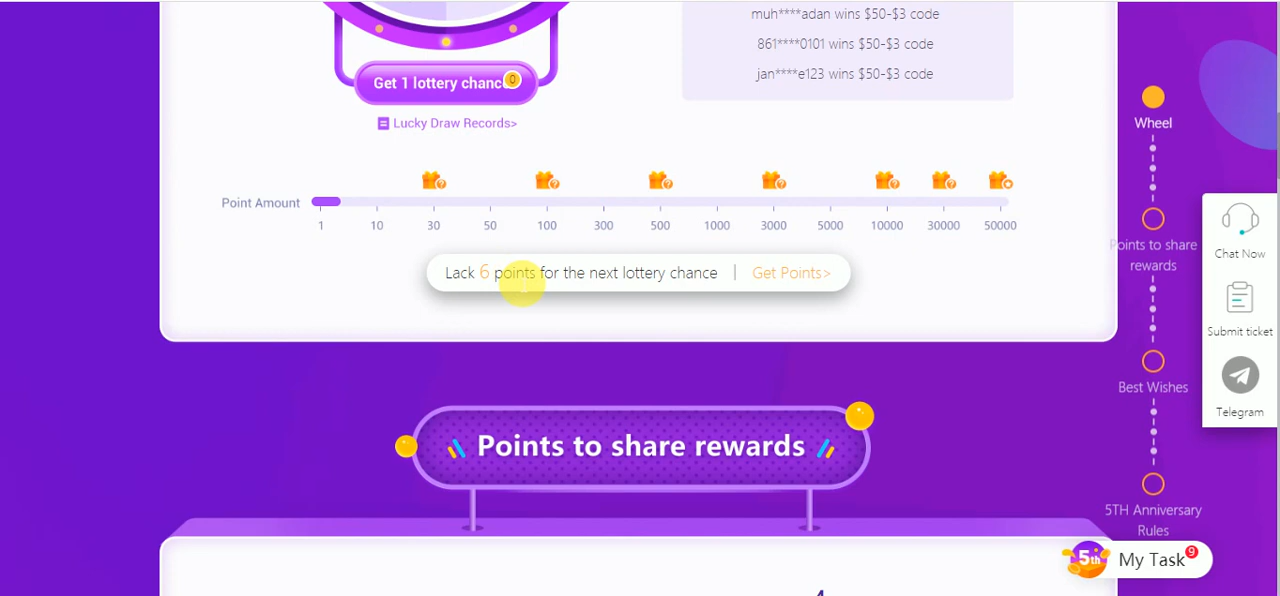 muh****adan wins $50-$3 code
861****0101 wins $50-$3 code
jan****e123 wins $50-$3 code
Get 1 lottery chanc 0
Lucky Draw Records>
Point Amount
1 10 30 50 100 300 500 1000 3000 5000 10000 30000 50000
Lack 6 points for the next lottery chance | Get Points>
Points to share rewards
Wheel
Points to share
rewards
Best Wishes
5TH Anniversary
Rules
Chat Now
Submit ticket
Telegram
5th My Task 9